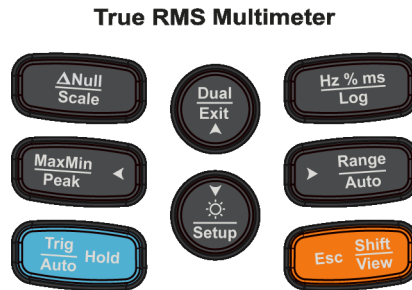 True RMS Multimeter
ΔNull
Scale
Dual
Exit
Hz % ms
Log
MaxMin
Peak
Range
Auto
Setup
Trig
Auto Hold
Shift
Esc View